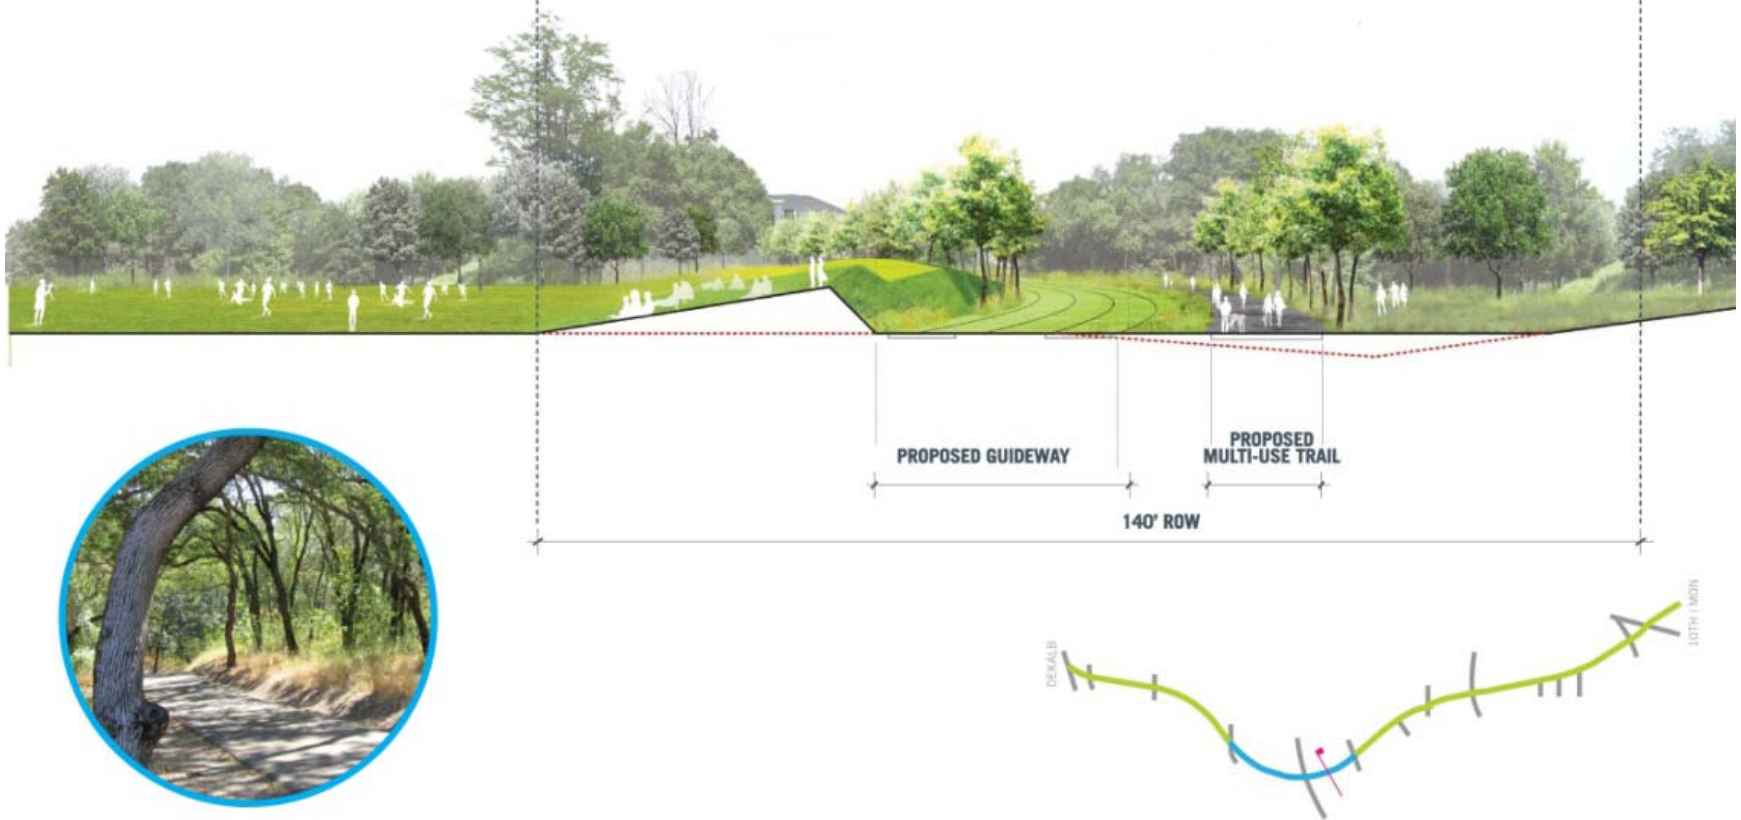 PROPOSED GUIDEWAY
PROPOSED
MULTI-USE TRAIL
140' ROW
DEKALB
10TH | MON